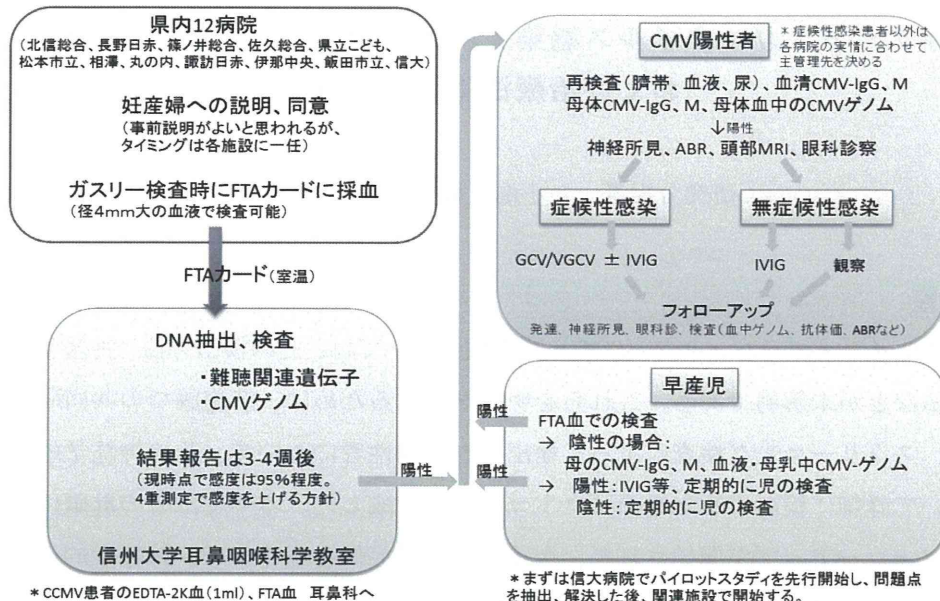 県内12病院
(北信総合、長野日赤、篠ノ井総合、佐久総合、県立こども、
松本市立、相澤、丸の内、諏訪日赤、伊那中央、飯田市立、信大)
妊産婦への説明、同意
(事前説明がよいと思われるが、
タイミングは各施設に一任)
ガスリー検査時にFTAカードに採血
(径4mm大の血液で検査可能)
FTAカード(室温)
DNA抽出、検査
・難聴関連遺伝子
・CMVゲノム
結果報告は3-4週後
(現時点で感度は95%程度。
4重測定で感度を上げる方針)
信州大学耳鼻咽喉科学教室
*CCMV患者のEDTA-2K血(1ml)、FTA血 耳鼻科へ
陽性
CMV陽性者
*症候性感染患者以外は
各病院の実情に合わせて
主管理先を決める
再検査(臍帯、血液、尿)、血清CMV-IgG、M
母体CMV-IgG、M、母体血中のCMVゲノム
↓陽性
神経所見、ABR、頭部MRI、眼科診察
症候性感染
無症候性感染
GCV/VGCV ± IVIG
IVIG
観察
フォローアップ
発達、神経所見、眼科診、検査(血中ゲノム、抗体価、ABRなど)
早産児
陽性
FTA血での検査
→ 陰性の場合:
母のCMV-IgG、M、血液・母乳中CMV-ゲノム
陽性
→ 陽性:IVIG等、定期的に児の検査
陰性:定期的に児の検査
*まずは信大病院でパイロットスタディを先行開始し、問題点
を抽出、解決した後、関連施設で開始する。